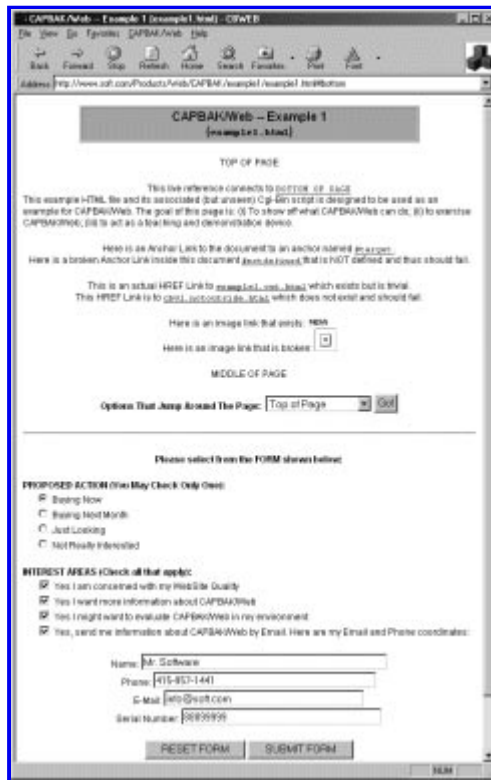 CAPBAK/Web -- Example 1 (example1.html) - CBWEB
File View Go Favorites CAPBAK/Web Help
Back Forward Stop Refresh Home Search Favorites Print Font
Address http://www.soft.com/Products/Web/CAPBAK/example1/example1.html#bottom
CAPBAK/Web -- Example 1
(example1.html)
TOP OF PAGE
This live reference connects to BOTTOM OF PAGE
This example HTML file and its associated (but unseen) Cgi-Bin script is designed to be used as an
example for CAPBAK/Web. The goal of this page is: (i) To show off what CAPBAK/Web can do, (ii) to exercise
CAPBAK/Web, (iii) to act as a teaching and demonstration device.
Here is an Anchor Link to the document to an anchor named #target.
Here is a broken Anchor Link inside this document that is NOT defined and thus should fail.
This is an actual HREF Link to which exists but is trivial.
This HREF Link is to which does not exist and should fail.
Here is an image link that exists: NEW
Here is an image link that is broken:
MIDDLE OF PAGE
Options That Jump Around The Page: Top of Page Go!
Please select from the FORM shown below:
PROPOSED ACTION (You May Check Only One):
Buying Now
Buying Next Month
Just Looking
Not Really Interested
INTEREST AREAS (Check all that apply):
Yes I am concerned with my WebSite Quality
Yes I want more information about CAPBAK/Web
Yes I might want to evaluate CAPBAK/Web in my environment
Yes, send me information about CAPBAK/Web by Email. Here are my Email and Phone coordinates:
Name: Mr. Software
Phone: 415-957-1441
E-Mail: info@soft.com
Serial Number:
RESET FORM SUBMIT FORM
NUM